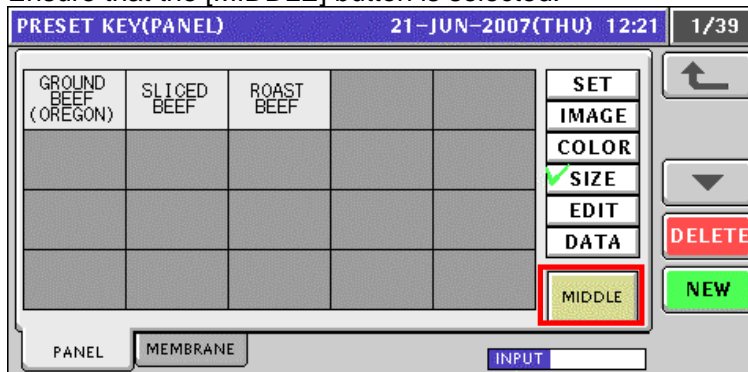 Ensure that the [MIDDLE] button is selected.
PRESET KEY(PANEL) 21-JUN-2007(THU) 12:21 1/39
GROUND
BEEF
(OREGON)
SLICED
BEEF
ROAST
BEEF
SET
IMAGE
COLOR
SIZE
EDIT
DATA
MIDDLE
DELETE
NEW
PANEL
MEMBRANE
INPUT